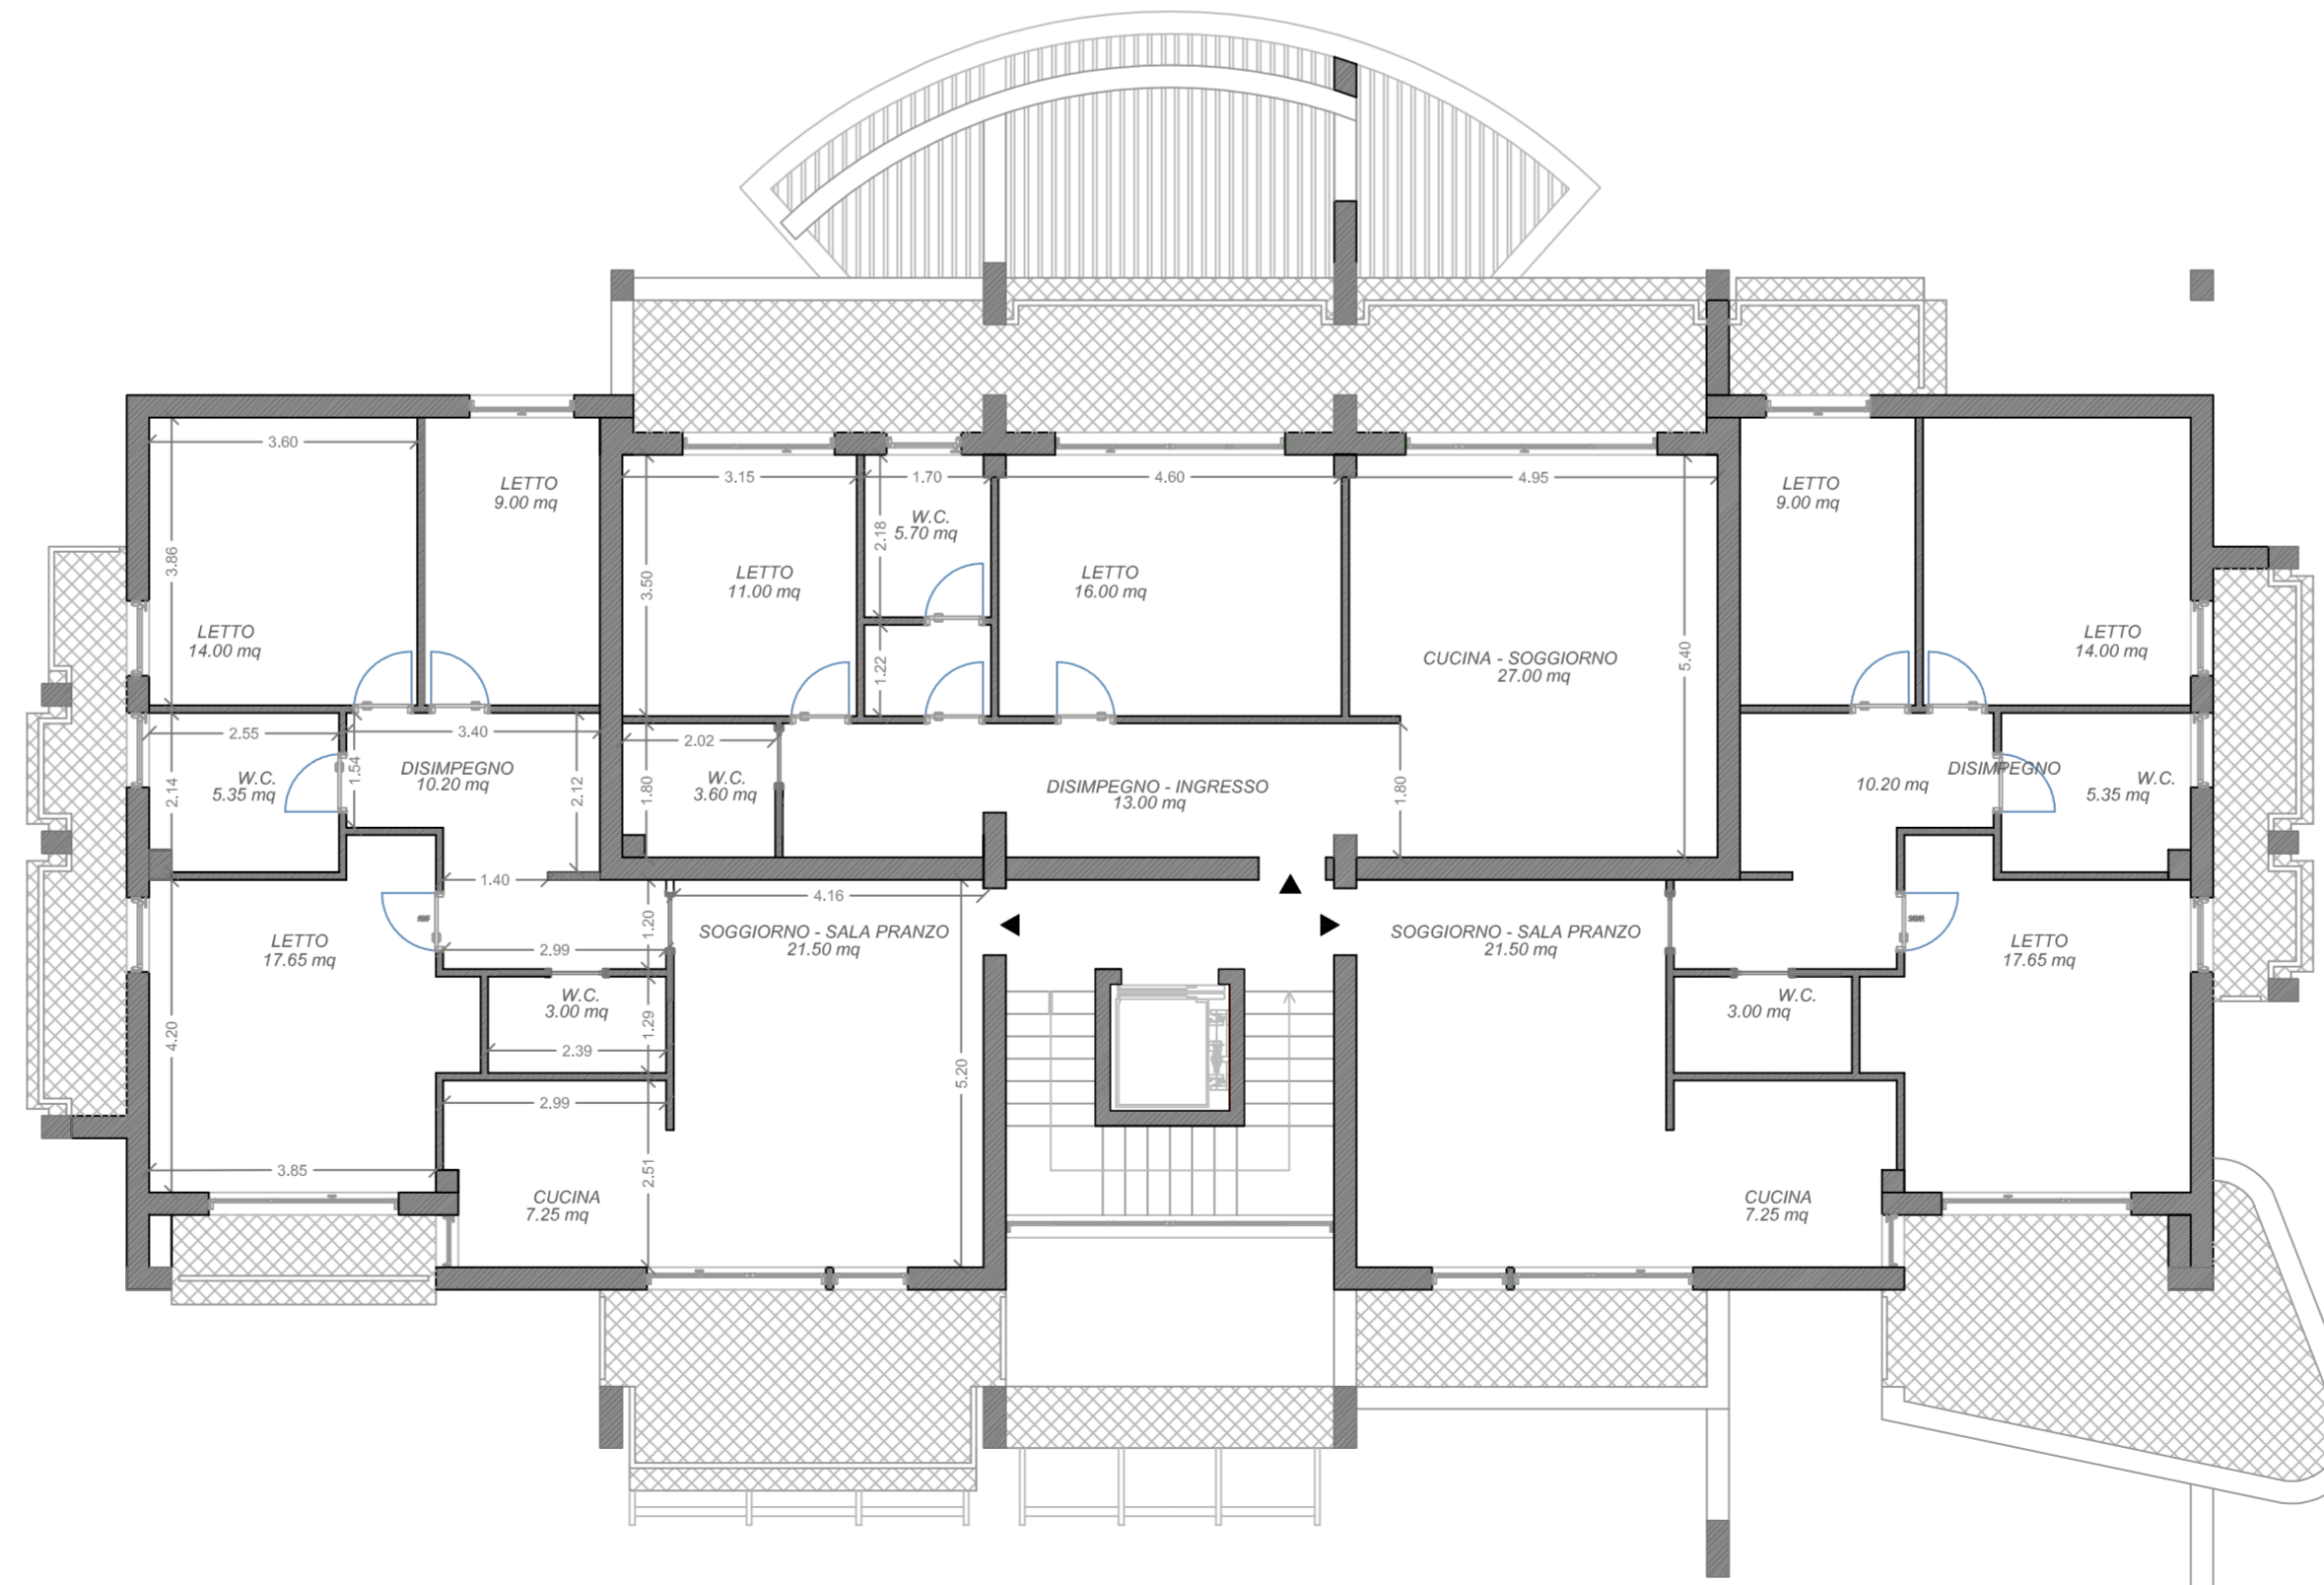 3.60
LETTO
9.00 mq
3.15
1.70
4.60
4.95
LETTO
9.00 mq
W.C.
5.70 mq
2.18
3.86
3.50
LETTO
11.00 mq
LETTO
16.00 mq
LETTO
14.00 mq
1.22
CUCINA - SOGGIORNO
27.00 mq
5.40
LETTO
14.00 mq
2.55
3.40
2.02
2.14
W.C.
5.35 mq
1.54
DISIMPEGNO
10.20 mq
2.12
1.80
W.C.
3.60 mq
DISIMPEGNO - INGRESSO
13.00 mq
1.80
DISIMPEGNO
10.20 mq
W.C.
5.35 mq
1.40
4.16
1.20
LETTO
17.65 mq
2.99
SOGGIORNO - SALA PRANZO
21.50 mq
SOGGIORNO - SALA PRANZO
21.50 mq
LETTO
17.65 mq
W.C.
3.00 mq
1.29
W.C.
3.00 mq
4.20
2.39
5.20
2.99
3.85
2.51
CUCINA
7.25 mq
CUCINA
7.25 mq